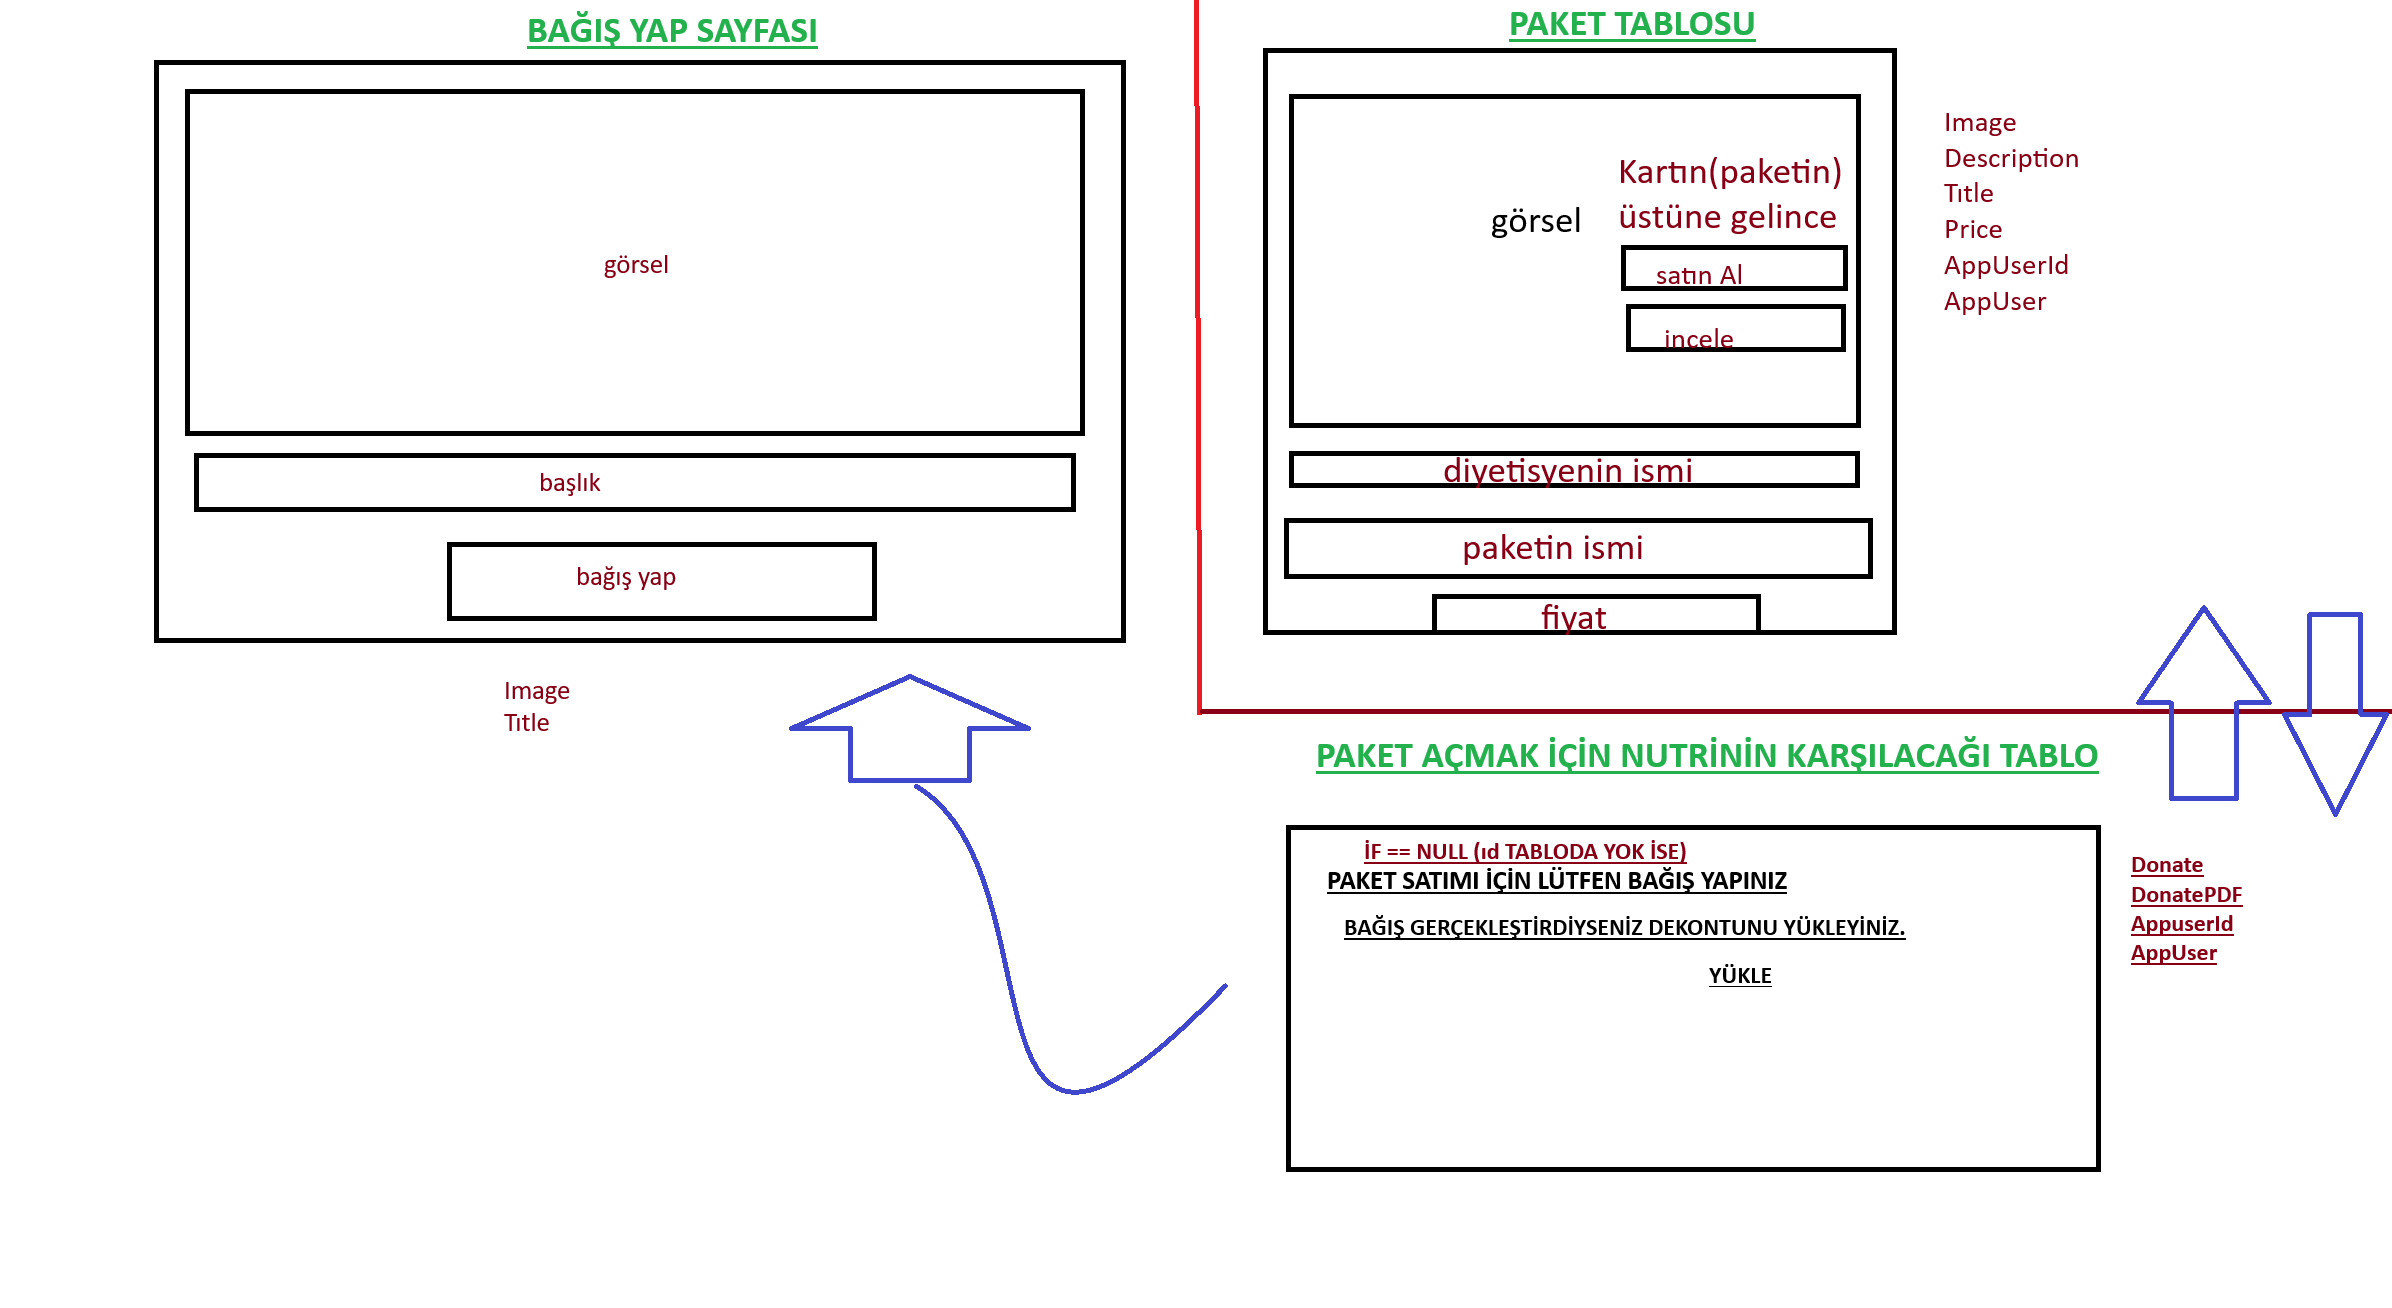 BAĞIŞ YAP SAYFASI
görsel
başlık
bağış yap
Image
Tıtle
PAKET TABLOSU
Kartın(paketin)
üstüne gelince
görsel
satın Al
incele
diyetisyenin ismi
paketin ismi
fiyat
Image
Description
Tıtle
Price
AppUserId
AppUser
PAKET AÇMAK İÇİN NUTRİNİN KARŞILACAĞI TABLO
İF == NULL (ıd TABLODA YOK İSE)
PAKET SATIMI İÇİN LÜTFEN BAĞIŞ YAPINIZ
BAĞIŞ GERÇEKLEŞTİRDİYSENİZ DEKONTUNU YÜKLEYİNİZ.
YÜKLE
Donate
DonatePDF
AppuserId
AppUser